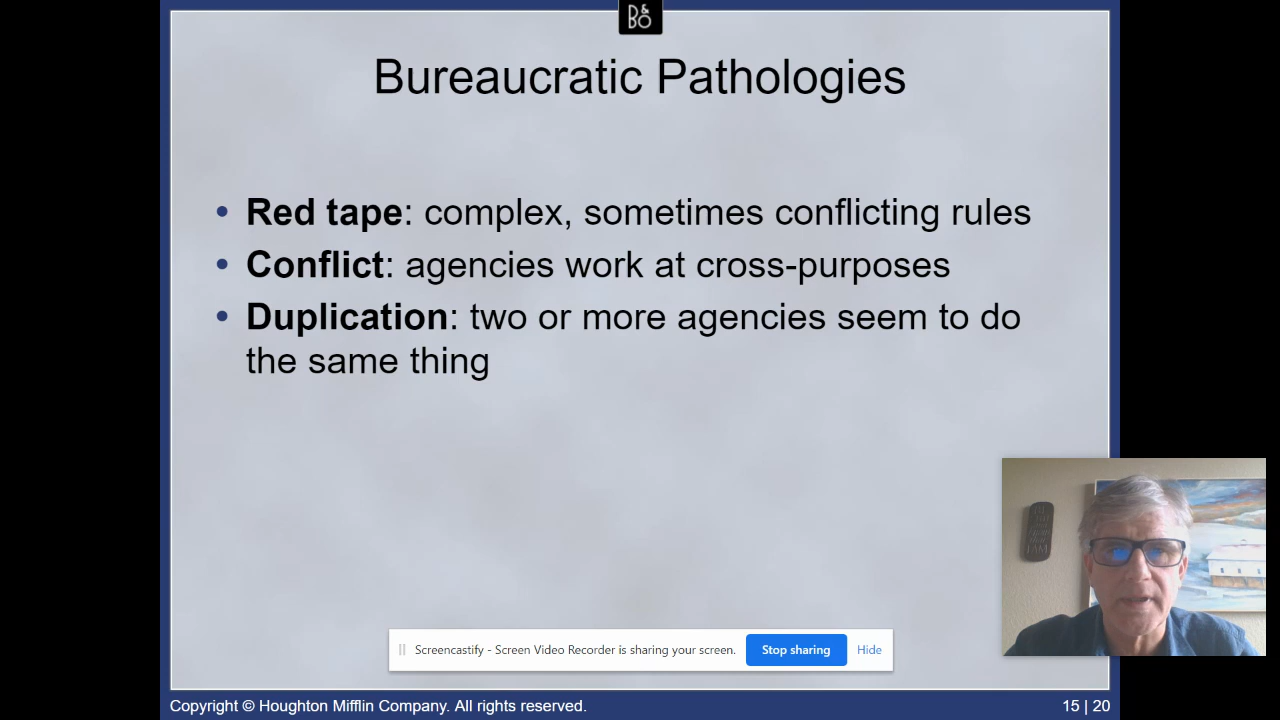 D&
BO
Bureaucratic Pathologies
• Red tape: complex, sometimes conflicting rules
• Conflict: agencies work at cross-purposes
• Duplication: two or more agencies seem to do
the same thing
Screencastify - Screen Video Recorder is sharing your screen.
Stop sharing
Hide
Copyright © Houghton Mifflin Company. All rights reserved.
15 | 20